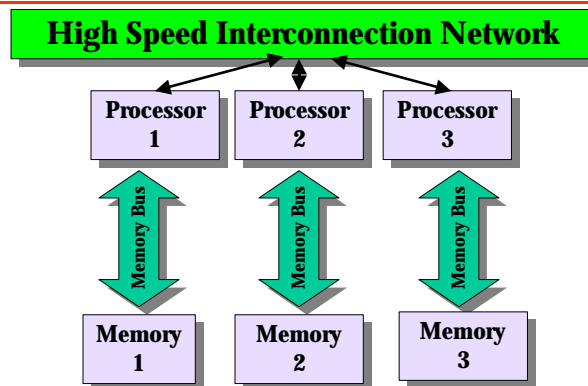 High Speed Interconnection Network
Processor
1
Processor
2
Processor
3
Memory Bus
Memory Bus
Memory Bus
Memory
1
Memory
2
Memory
3